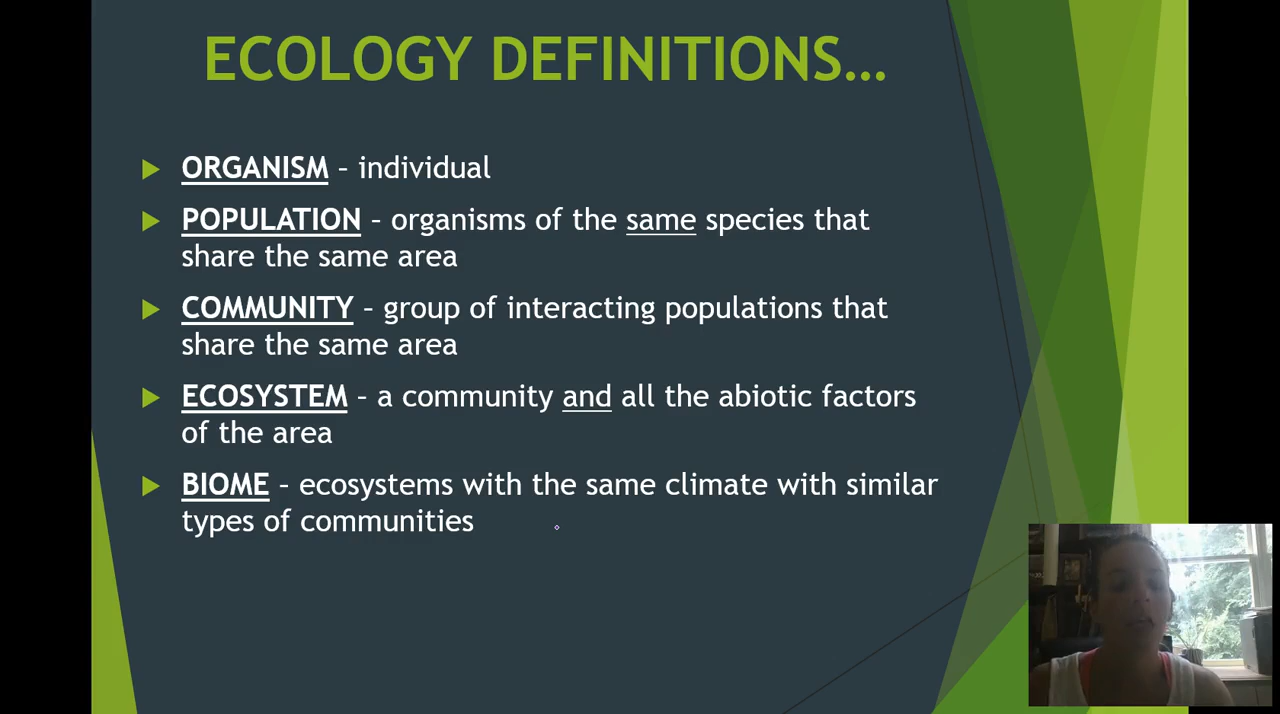 ECOLOGY DEFINITIONS…
ORGANISM – individual
POPULATION – organisms of the same species that
share the same area
COMMUNITY – group of interacting populations that
share the same area
ECOSYSTEM – a community and all the abiotic factors
of the area
BIOME – ecosystems with the same climate with similar
types of communities